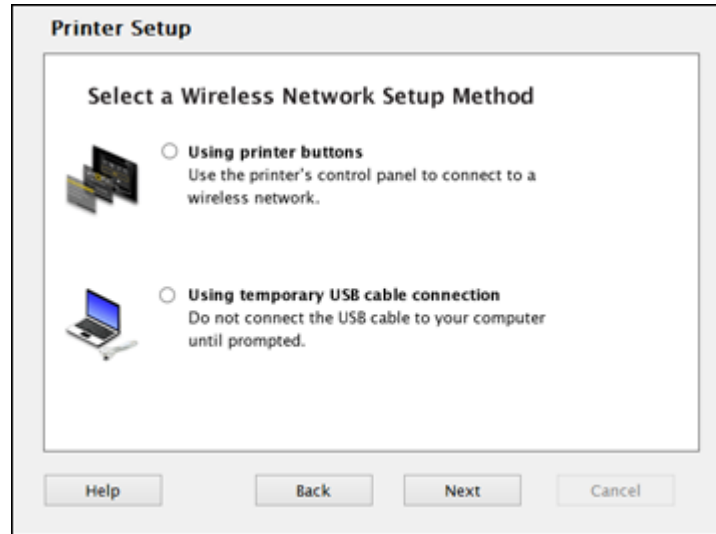 Printer Setup
Select a Wireless Network Setup Method
Using printer buttons
Use the printer's control panel to connect to a
wireless network.
Using temporary USB cable connection
Do not connect the USB cable to your computer
until prompted.
Help Back Next Cancel